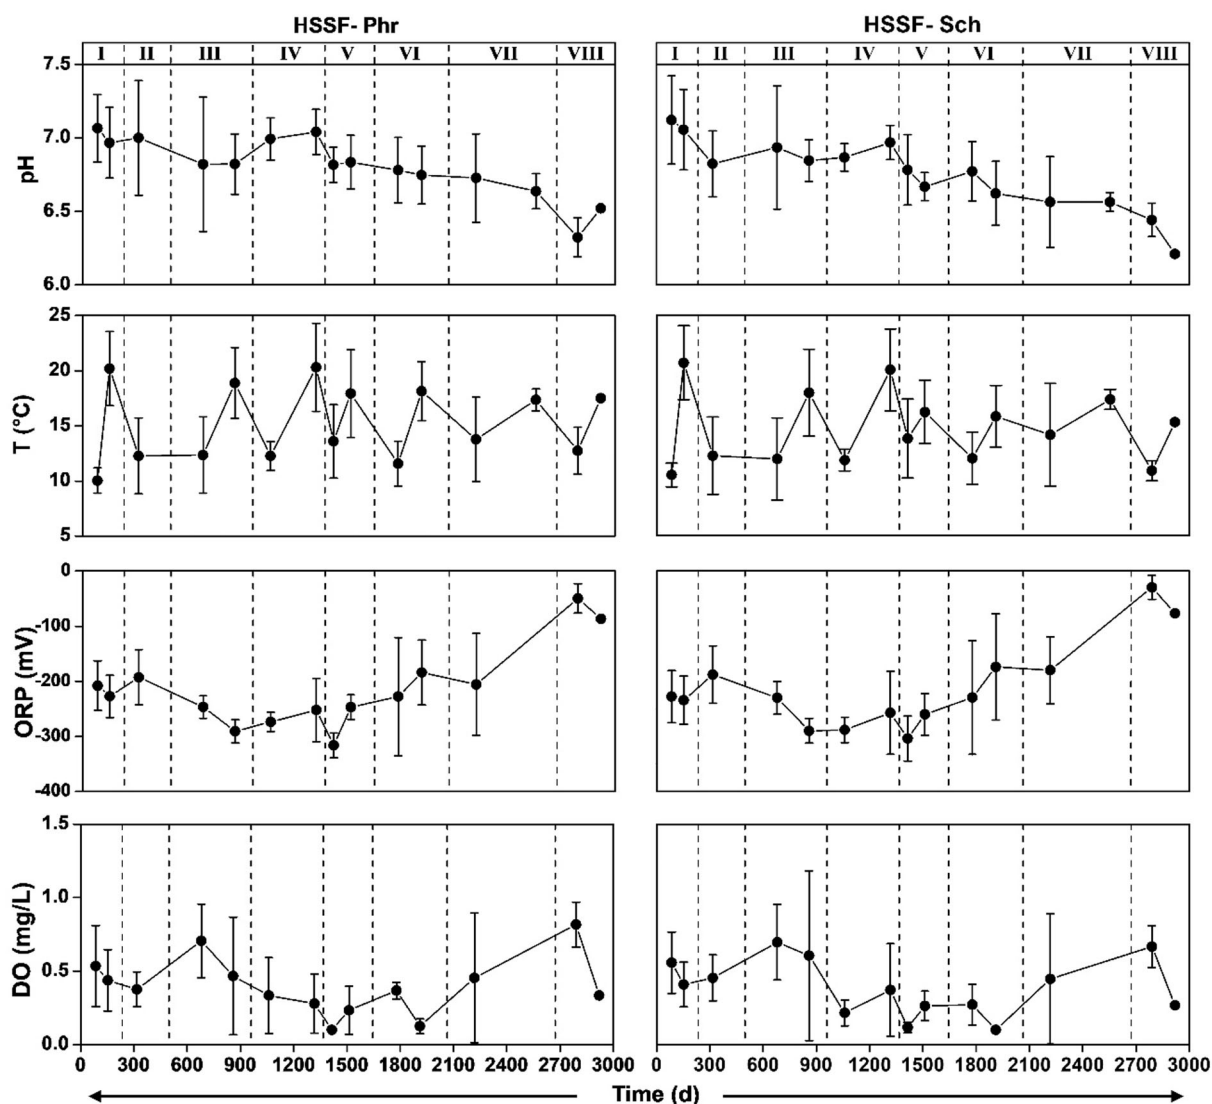 HSSF- Phr
HSSF- Sch
I II III IV V VI VII VIII
I II III IV V VI VII VIII
pH
7.5
7.0
6.5
6.0
T (°C)
25
20
15
10
5
ORP (mV)
0
-100
-200
-300
-400
DO (mg/L)
1.5
1.0
0.5
0.0
0 300 600 900 1200 1500 1800 2100 2400 2700 3000
0 300 600 900 1200 1500 1800 2100 2400 2700 3000
Time (d)